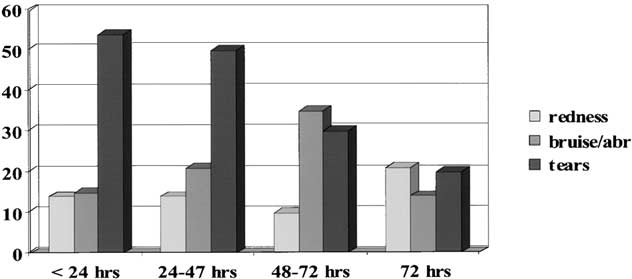 60
50
40
30
20
10
0
< 24 hrs
24-47 hrs
48-72 hrs
72 hrs
redness
bruise/abr
tears